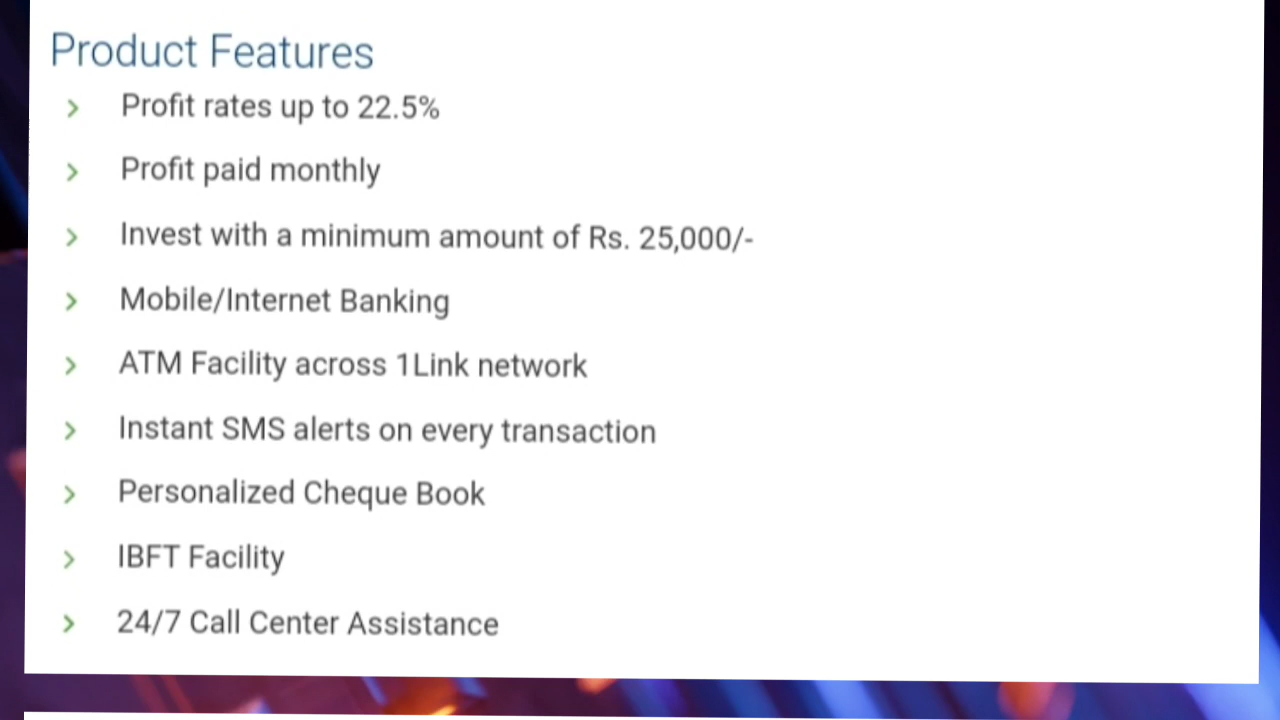 Product Features
Profit rates up to 22.5%
Profit paid monthly
Invest with a minimum amount of Rs. 25,000/-
Mobile/Internet Banking
ATM Facility across 1Link network
Instant SMS alerts on every transaction
Personalized Cheque Book
IBFT Facility
24/7 Call Center Assistance